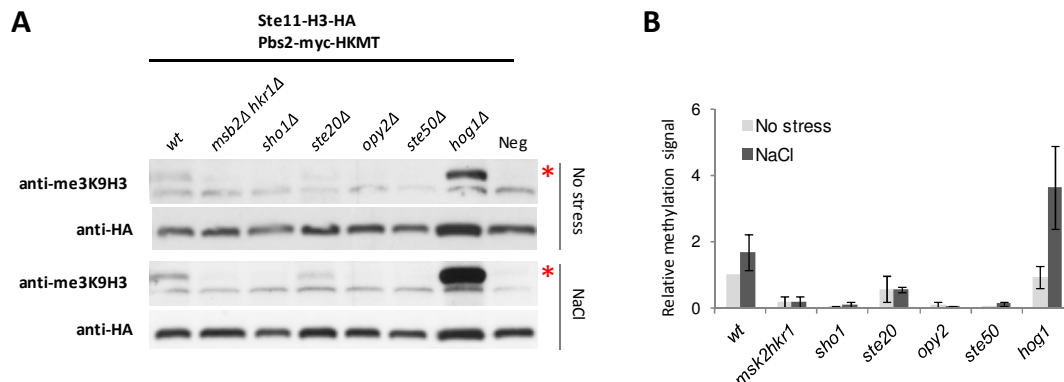 A
Ste11-H3-HA
Pbs2-myc-HKMT
wt
msb2Δ hkr1Δ
sho1Δ
ste20Δ
opy2Δ
ste50Δ
hog1Δ
Neg
anti-me3K9H3
*
anti-HA
No stress
anti-me3K9H3
*
anti-HA
NaCl
B
Relative methylation signal
6
4
2
0
No stress
NaCl
wt
msk2hkr1
sho1
ste20
opy2
ste50
hog1